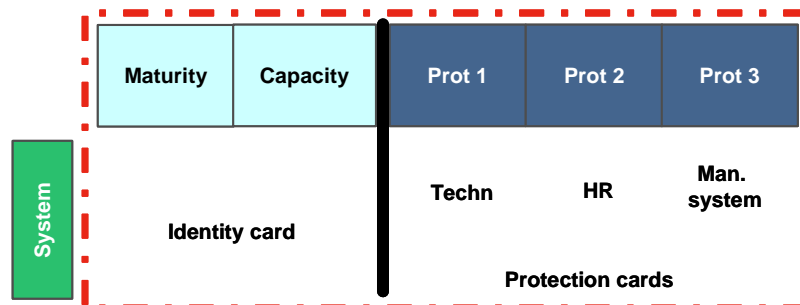 Maturity
Capacity
Prot 1
Prot 2
Prot 3
System
Identity card
Techn
HR
Man.
system
Protection cards